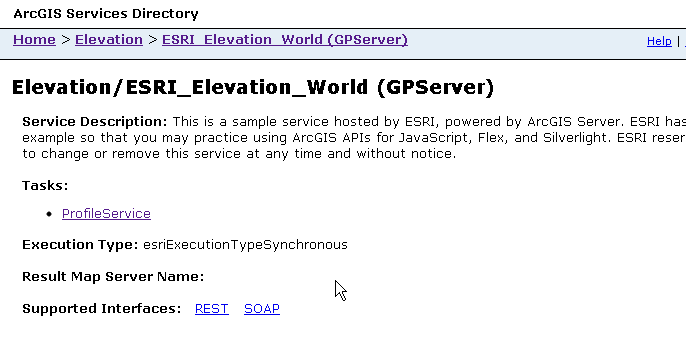 ArcGIS Services Directory
Home > Elevation > ESRI_Elevation_World (GPServer)
Help |
Elevation/ESRI_Elevation_World (GPServer)
Service Description: This is a sample service hosted by ESRI, powered by ArcGIS Server. ESRI has
example so that you may practice using ArcGIS APIs for JavaScript, Flex, and Silverlight. ESRI reser
to change or remove this service at any time and without notice.
Tasks:
• ProfileService
Execution Type: esriExecutionTypeSynchronous
Result Map Server Name:
Supported Interfaces: REST SOAP